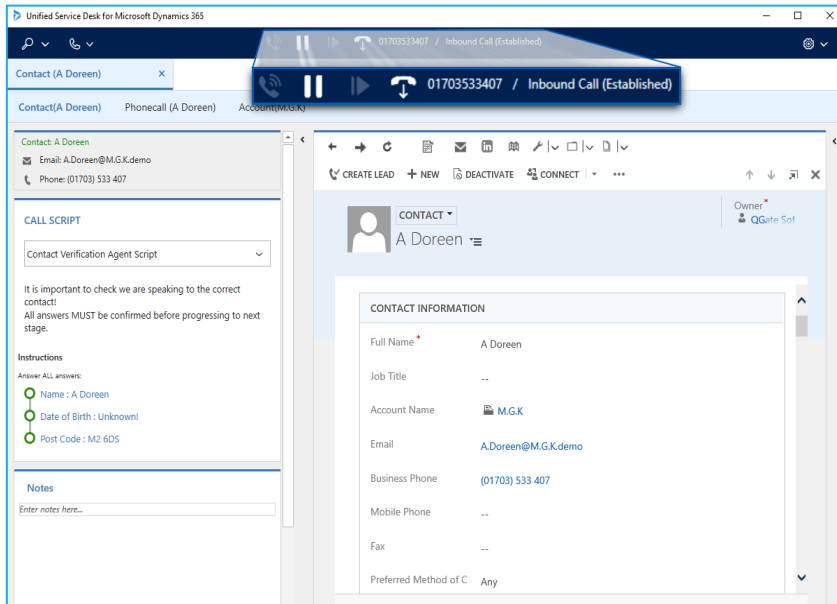 Unified Service Desk for Microsoft Dynamics 365
01703533407 / Inbound Call (Established)
Contact (A Doreen) X
01703533407 / Inbound Call (Established)
Contact(A Doreen) Phonecall (A Doreen) Account(M.G.K)
Contact: A Doreen
Email: A.Doreen@M.G.K.demo
Phone: (01703) 533 407
CALL SCRIPT
Contact Verification Agent Script
It is important to check we are speaking to the correct
contact!
All answers MUST be confirmed before progressing to next
stage.
Instructions
Answer ALL answers:
Name : A Doreen
Date of Birth : Unknown!
Post Code : M2 6DS
Notes
Enter notes here...
CREATE LEAD + NEW DEACTIVATE CONNECT
CONTACT
A Doreen
Owner*
QGate Sof
CONTACT INFORMATION
Full Name* A Doreen
Job Title --
Account Name M.G.K
Email A.Doreen@M.G.K.demo
Business Phone (01703) 533 407
Mobile Phone --
Fax --
Preferred Method of C Any